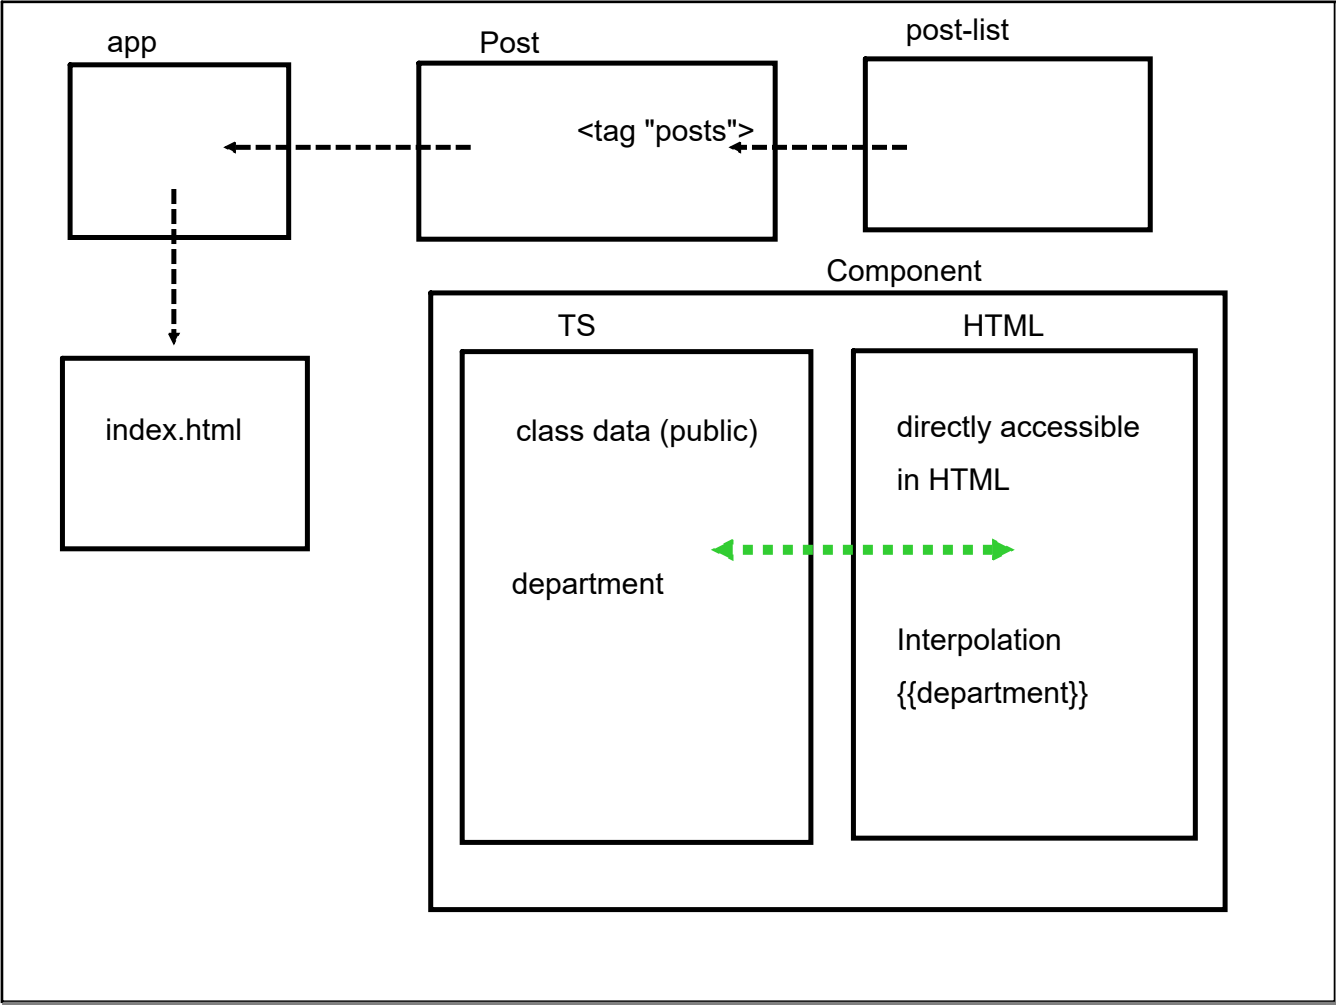 app
Post
post-list
<tag "posts">
index.html
Component
TS
HTML
class data (public)
department
directly accessible
in HTML
Interpolation
{{department}}